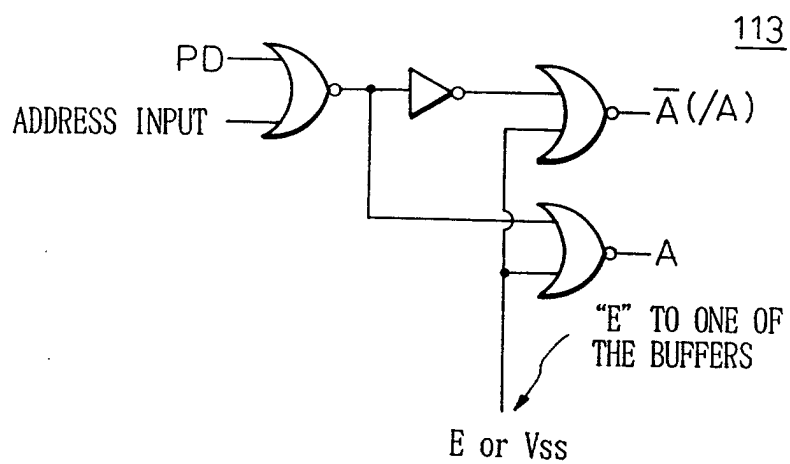 113
PD
ADDRESS INPUT
A̅(/A)
A
"E" TO ONE OF
THE BUFFERS
E or Vss